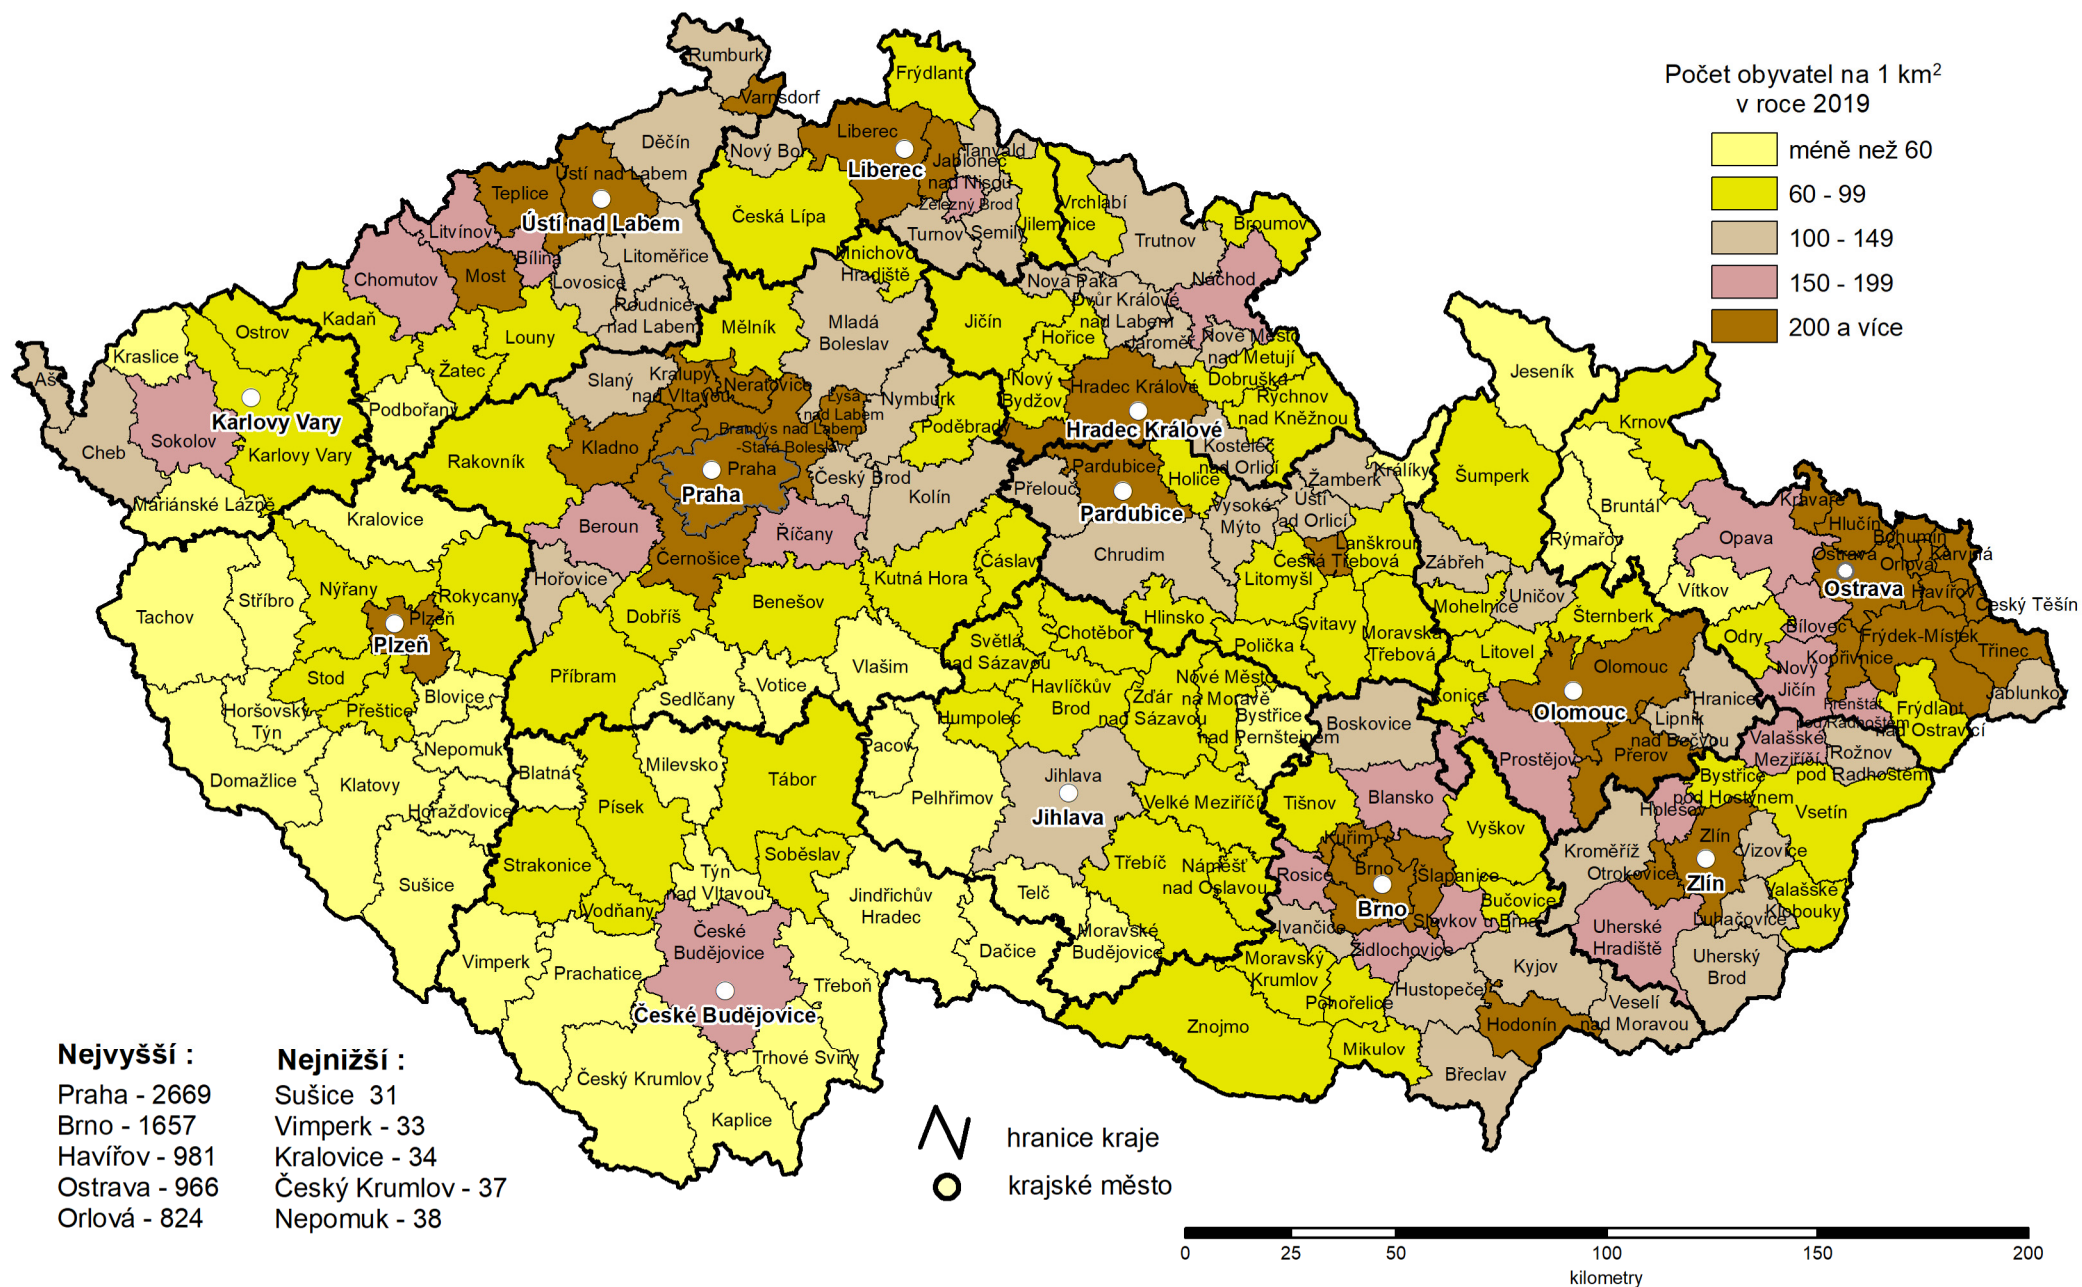 Počet obyvatel na 1 km²
v roce 2019
méně než 60
60 - 99
100 - 149
150 - 199
200 a více
Rumburk
Varnsdorf
Frýdlant
Děčín
Nový Bo
Liberec
Liberec
Tanvald
Jablonec
nad Nisou
Železný Brod
Ústí nad Labem
Ústí nad Labem
Teplice
Litvínov
Bílina
Most
Chomutov
Česká Lípa
Turnov
Semily
Jilemnice
Vrchlabí
Trutnov
Broumov
Náchod
Mnichovo
Hradiště
Litoměřice
Lovosice
Roudnice
nad Labem
Kadaň
Louny
Žatec
Podbořany
Ostrov
Kraslice
Aš
Cheb
Sokolov
Karlovy Vary
Karlovy Vary
Mariánské Lázně
Mělník
Mladá
Boleslav
Jičín
Nová Paka
Dvůr Králové
nad Labem
Hořice
Jaroměř
Nové Město
nad Metují
Dobruška
Rychnov
nad Kněžnou
Nový
Bydžov
Hradec Králové
Hradec Králové
Kostelec
nad Orlicí
Slaný
Kralupy
nad Vltavou
Neratovice
Lysá
nad Labem
Brandýs nad Labem
-Stará Boleslav
Nymburk
Poděbrady
Rakovník
Kladno
Praha
Praha
Český Brod
Kolín
Beroun
Říčany
Černošice
Hořovice
Kutná Hora
Čáslav
Benešov
Dobříš
Příbram
Sedlčany
Votice
Vlašim
Přelouč
Pardubice
Pardubice
Holice
Chrudim
Vysoké
Mýto
Ústí
ad Orlicí
Žamberk
Králíky
Lanškroun
Česká Třebová
Litomyšl
Svitavy
Moravská
Třebová
Polička
Hlinsko
Kralovice
Tachov
Stříbro
Nýřany
Plzeň
Plzeň
Rokycany
Stod
Přeštice
Blovice
Horšovský
Týn
Domažlice
Klatovy
Nepomuk
Horažďovice
Sušice
Blatná
Písek
Milevsko
Tábor
Strakonice
Vodňany
Týn
nad Vltavou
Soběslav
Jindřichův
Hradec
Dačice
Vimperk
Prachatice
České
Budějovice
České Budějovice
Třeboň
Trhové Sviny
Český Krumlov
Kaplice
Světlá
nad Sázavou
Chotěboř
Havlíčkův
Brod
Humpolec
Žďár
nad Sázavou
Nové Město
na Moravě
Bystřice
nad Pernštejnem
Pacov
Pelhřimov
Jihlava
Jihlava
Velké Meziříčí
Třebíč
Náměšť
nad Oslavou
Telč
Moravské
Budějovice
Boskovice
Blansko
Tišnov
Kuřim
Brno
Brno
Šlapanice
Rosice
Ivančice
Židlochovice
Slavkov u Brna
Bučovice
Vyškov
Moravský
Krumlov
Pohořelice
Hustopeče
Kyjov
Veselí
nad Moravou
Hodonín
Břeclav
Mikulov
Znojmo
Jeseník
Šumperk
Zábřeh
Mohelnice
Uničov
Šternberk
Litovel
Konice
Olomouc
Olomouc
Prostějov
Přerov
Lipník
nad Bečvou
Hranice
Krnov
Bruntál
Rýmařov
Opava
Vítkov
Odry
Kravaře
Hlučín
Bohumín
Ostrava
Ostrava
Orlová
Karviná
Havířov
Český Těšín
Bílovec
Frýdek-Místek
Třinec
Jablunkov
Nový
Jičín
Kopřivnice
Frenštát
pod Radhoštěm
Frýdlant
nad Ostravicí
Valašské
Meziříčí
Rožnov
pod Radhoštěm
Bystřice
pod Hostýnem
Vsetín
Holešov
Kroměříž
Otrokovice
Zlín
Zlín
Vizovice
Valašské
Klobouky
Luhačovice
Uherské
Hradiště
Uherský
Brod
Nejvyšší :
Praha - 2669
Brno - 1657
Havířov - 981
Ostrava - 966
Orlová - 824
Nejnižší :
Sušice 31
Vimperk - 33
Kralovice - 34
Český Krumlov - 37
Nepomuk - 38
hranice kraje
krajské město
0 25 50 100 150 200
kilometry